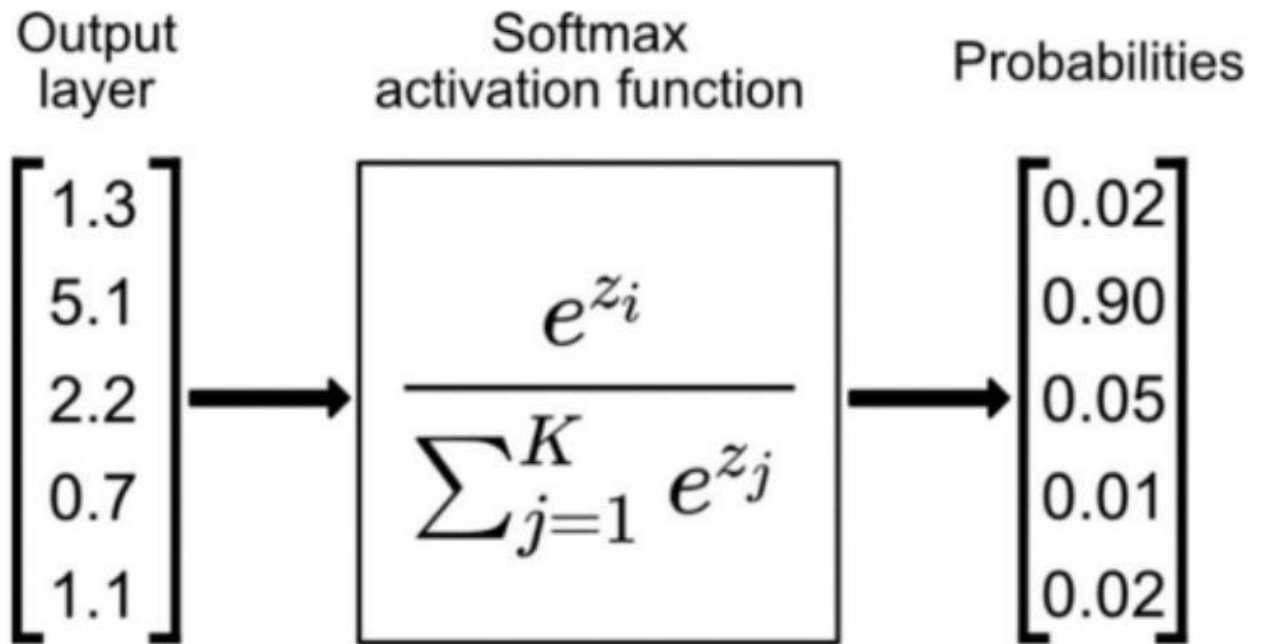 Output
layer
Softmax
activation function
Probabilities
1.3
5.1
2.2
0.7
1.1
e^{z_i}
∑_{j=1}^{K} e^{z_j}
0.02
0.90
0.05
0.01
0.02